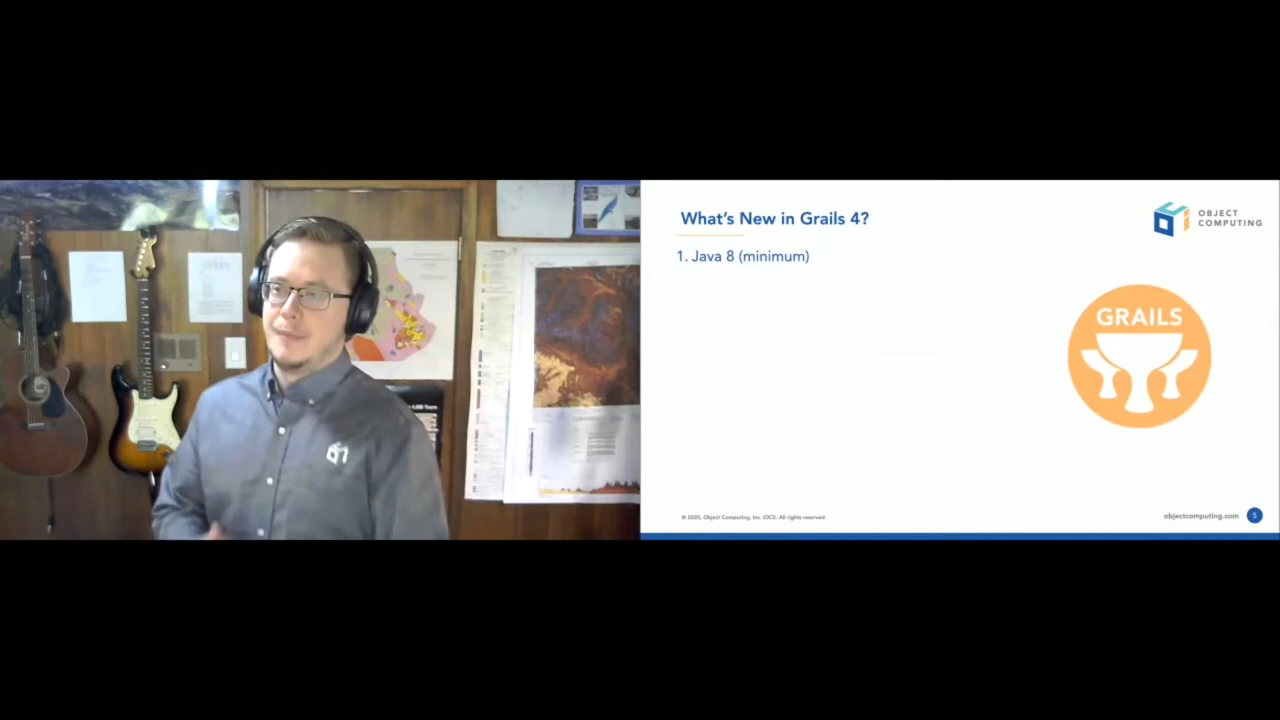 What's New in Grails 4?
OBJECT
COMPUTING
1. Java 8 (minimum)
GRAILS
© 2020, Object Computing, Inc. (OCI). All rights reserved.
objectcomputing.com 5